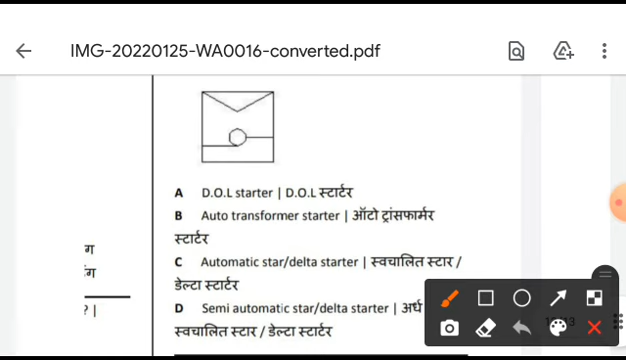 IMG-20220125-WA0016-converted.pdf
A D.O.L starter | D.O.L स्टार्टर
B Auto transformer starter | ऑटो ट्रांसफार्मर
स्टार्टर
C Automatic star/delta starter | स्वचालित स्टार /
डेल्टा स्टार्टर
D Semi automatic star/delta starter | अर्ध
स्वचालित स्टार / डेल्टा स्टार्टर
ग
ंग
? |